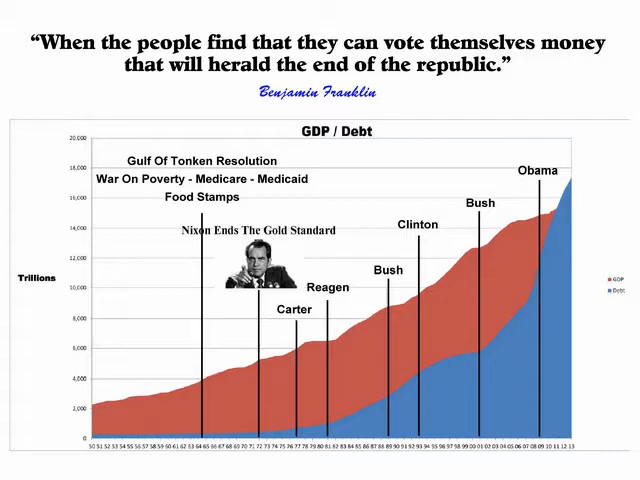 “When the people find that they can vote themselves money
that will herald the end of the republic.”
Benjamin Franklin
GDP / Debt
20,000
18,000
16,000
14,000
12,000
10,000
8,000
6,000
4,000
2,000
0
Trillions
Gulf Of Tonken Resolution
War On Poverty - Medicare - Medicaid
Food Stamps
Nixon Ends The Gold Standard
Carter
Reagen
Bush
Clinton
Bush
Obama
GDP
Debt
50 51 52 53 54 55 56 57 58 59 60 61 62 63 64 65 66 67 68 69 70 71 72 73 74 75 76 77 78 79 80 81 82 83 84 85 86 87 88 89 90 91 92 93 94 95 96 97 98 99 00 01 02 03 04 05 06 07 08 09 10 11 12 13